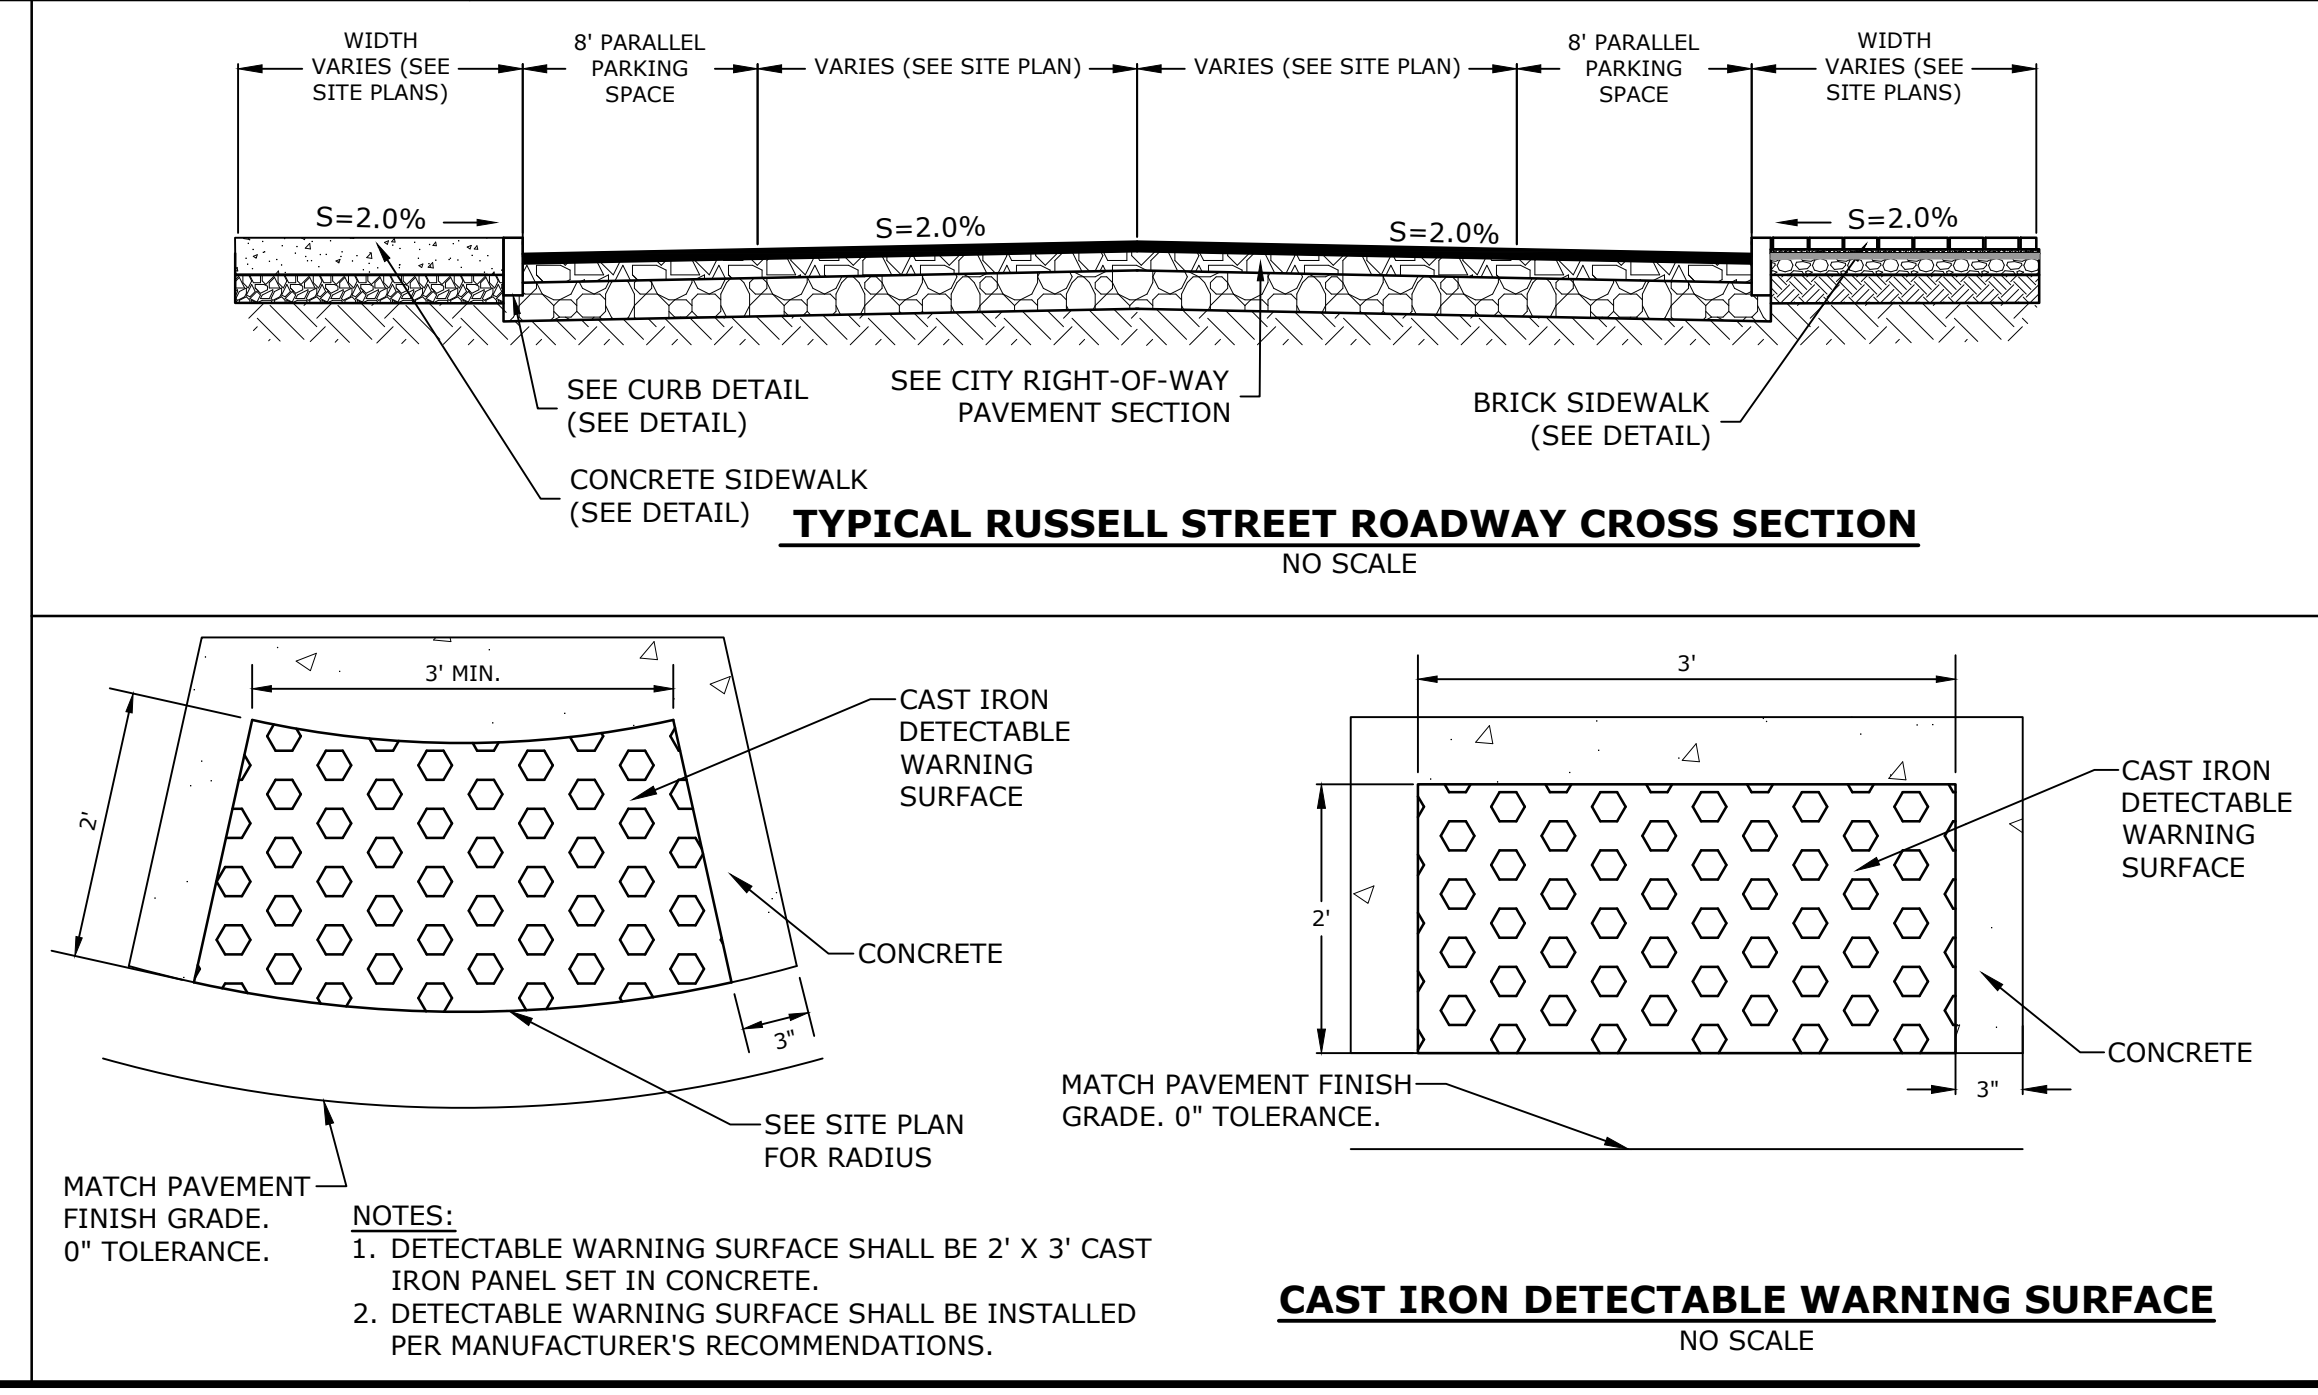 WIDTH
VARIES (SEE
SITE PLANS)
8' PARALLEL
PARKING
SPACE
VARIES (SEE SITE PLAN)
VARIES (SEE SITE PLAN)
8' PARALLEL
PARKING
SPACE
WIDTH
VARIES (SEE
SITE PLANS)
S=2.0%
S=2.0%
S=2.0%
S=2.0%
SEE CURB DETAIL
(SEE DETAIL)
SEE CITY RIGHT-OF-WAY
PAVEMENT SECTION
BRICK SIDEWALK
(SEE DETAIL)
CONCRETE SIDEWALK
(SEE DETAIL)
TYPICAL RUSSELL STREET ROADWAY CROSS SECTION
NO SCALE
3' MIN.
2'
CAST IRON
DETECTABLE
WARNING
SURFACE
CONCRETE
3"
SEE SITE PLAN
FOR RADIUS
MATCH PAVEMENT
FINISH GRADE.
0" TOLERANCE.
3'
2'
CAST IRON
DETECTABLE
WARNING
SURFACE
CONCRETE
3"
MATCH PAVEMENT FINISH
GRADE. 0" TOLERANCE.
NOTES:
1. DETECTABLE WARNING SURFACE SHALL BE 2' X 3' CAST
IRON PANEL SET IN CONCRETE.
2. DETECTABLE WARNING SURFACE SHALL BE INSTALLED
PER MANUFACTURER'S RECOMMENDATIONS.
CAST IRON DETECTABLE WARNING SURFACE
NO SCALE